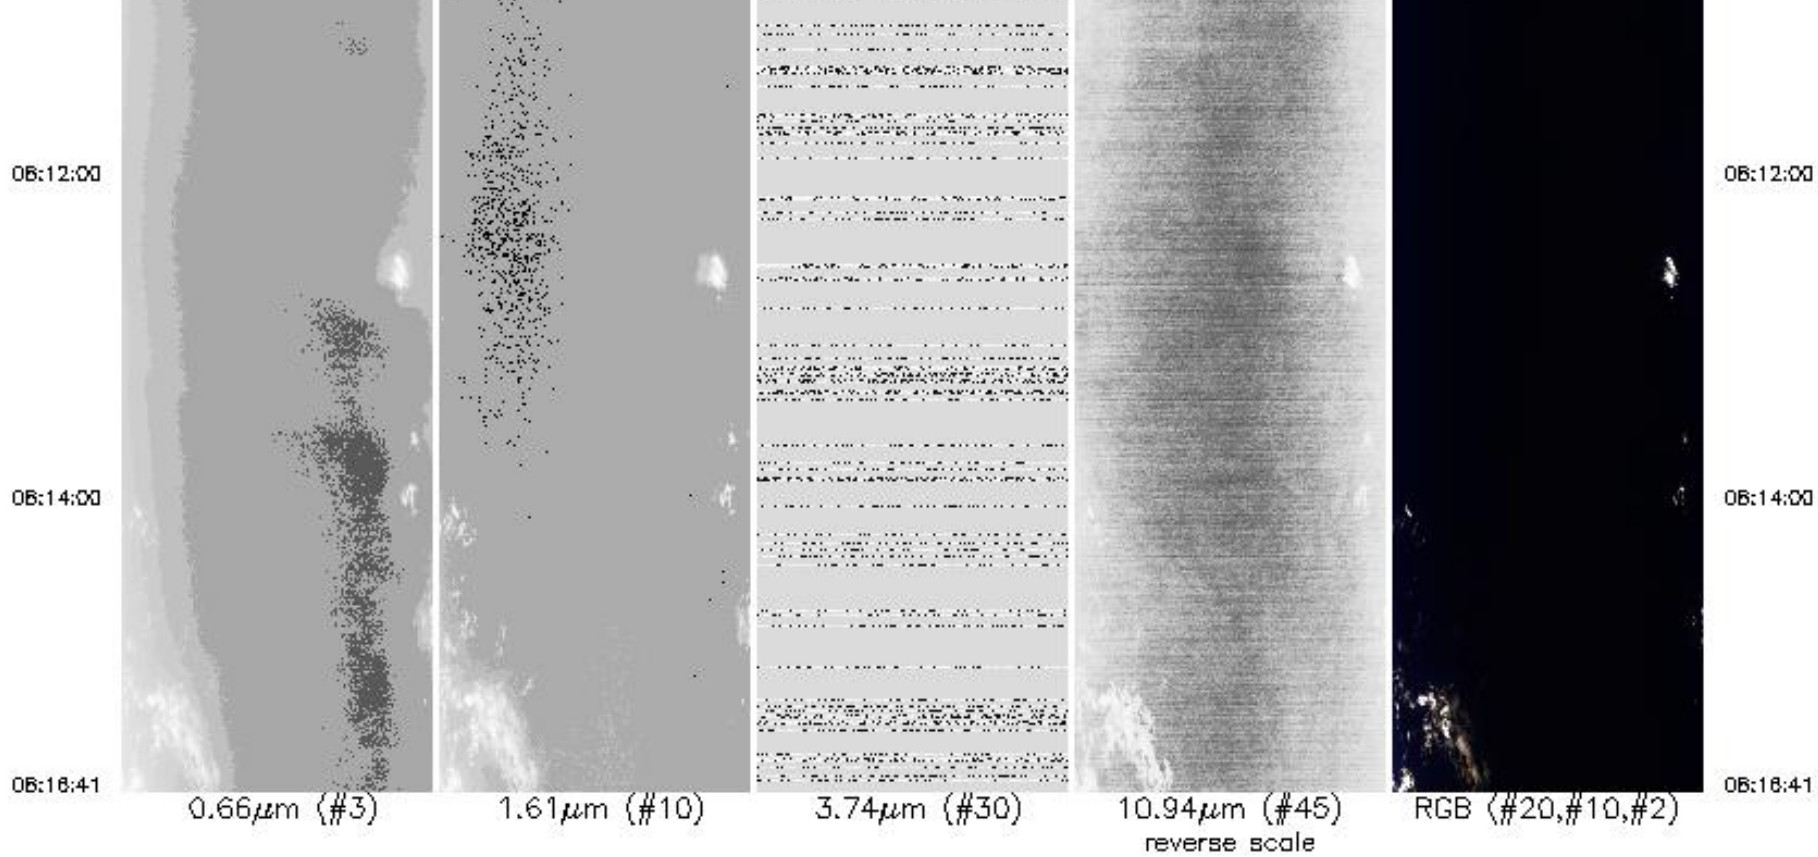 06:12:00 06:12:00
06:14:00 06:14:00
06:16:41 06:16:41
0.66μm (#3) 1.61μm (#10) 3.74μm (#30) 10.94μm (#45) RGB (#20,#10,#2)
reverse scale